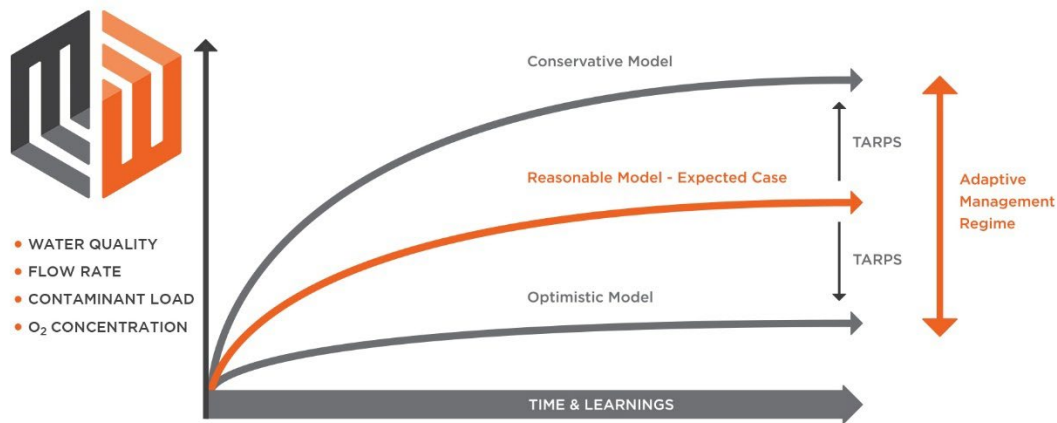 Conservative Model
TARPS
Reasonable Model - Expected Case
Adaptive
Management
Regime
• WATER QUALITY
• FLOW RATE
• CONTAMINANT LOAD
• O₂ CONCENTRATION
TARPS
Optimistic Model
TIME & LEARNINGS